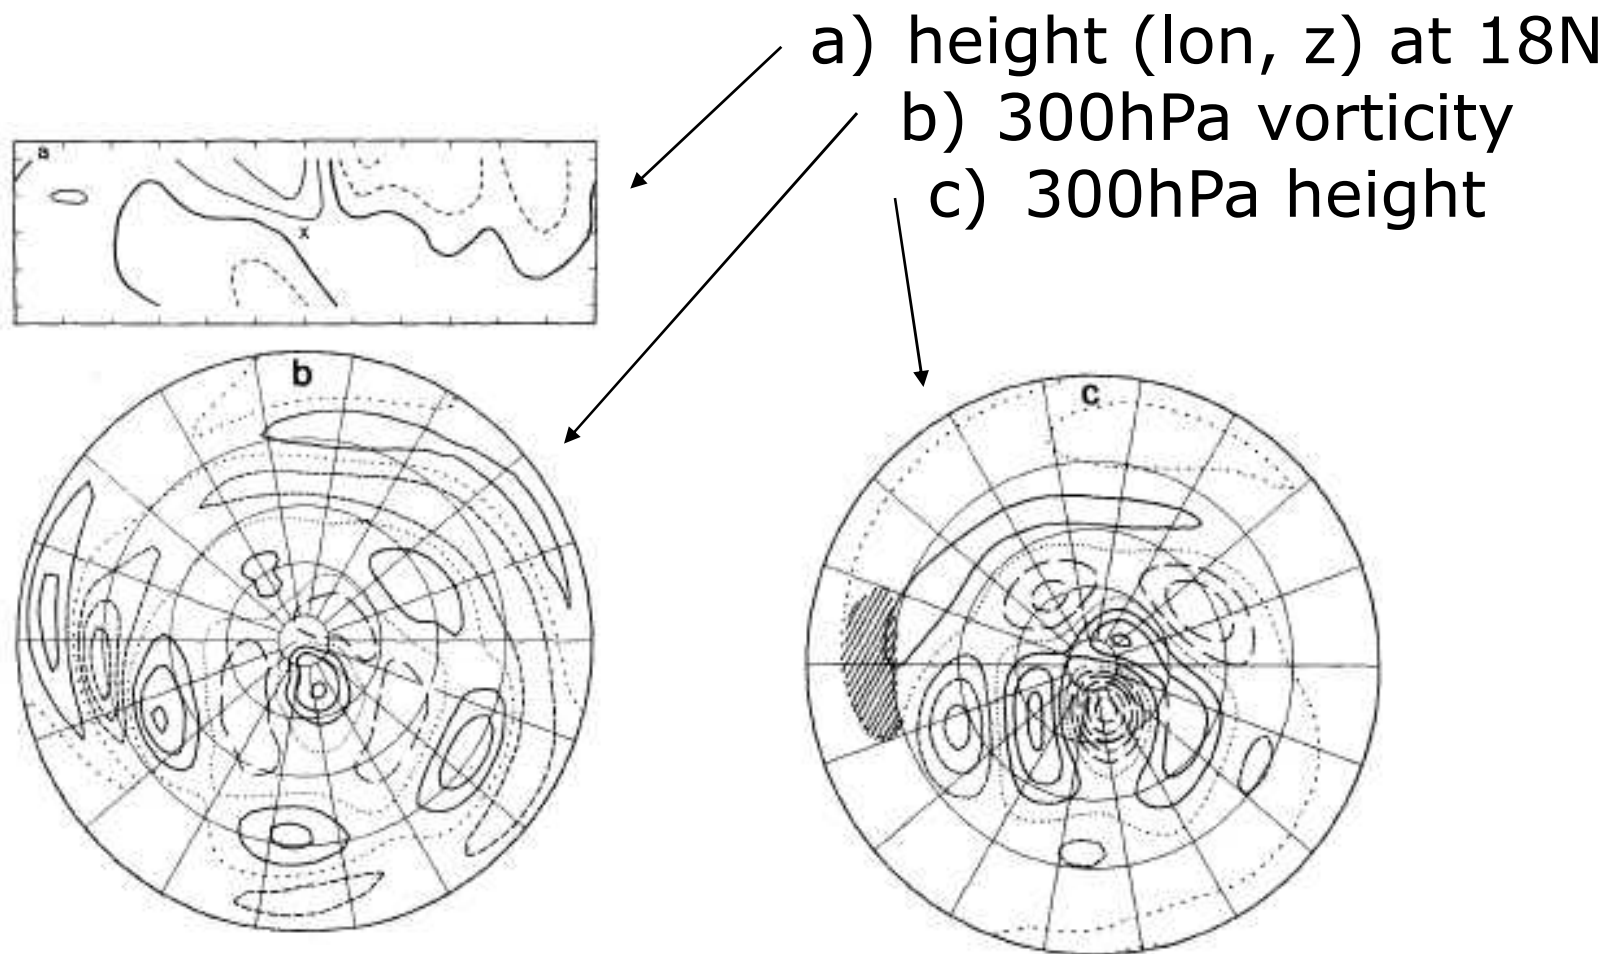 a) height (lon, z) at 18N
b) 300hPa vorticity
c) 300hPa height
a
x
b
c